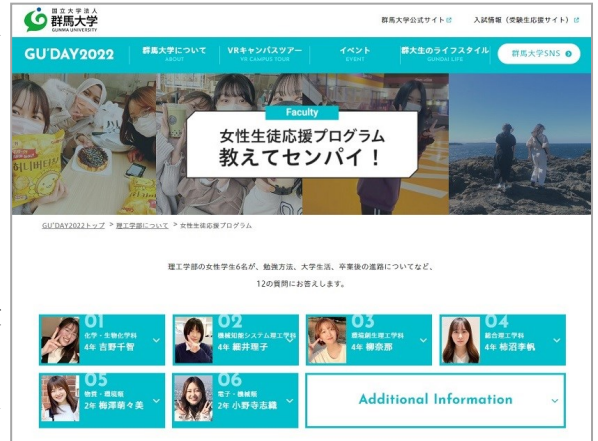 国立大学法人
群馬大学
GUNMA UNIVERSITY
群馬大学公式サイト
入試情報（受験生応援サイト）
GU'DAY2022
群馬大学について
ABOUT
VRキャンパスツアー
VR CAMPUS TOUR
イベント
EVENT
群大生のライフスタイル
GUNDAI LIFE
群馬大学SNS
Faculty
女性生徒応援プログラム
教えてセンパイ！
GU'DAY2022トップ > 理工学部について > 女性生徒応援プログラム
理工学部の女性学生6名が、勉強方法、大学生活、卒業後の進路についてなど、
12の質問にお答えします。
01
化学・生物化学科
4年 吉野千智
02
機械知能システム理工学科
4年 細井理子
03
環境創生理工学科
4年 柳奈那
04
総合理工学科
4年 柿沼李帆
05
物質・環境類
2年 梅澤萌々美
06
電子・機械類
2年 小野寺志織
Additional Information